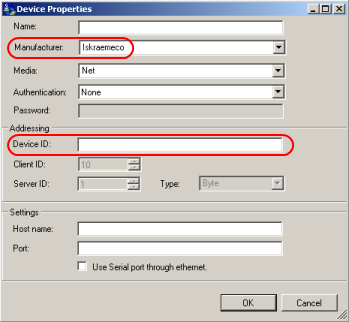 Device Properties
Name:
Manufacturer: Iskraemeco
Media: Net
Authentication: None
Password:
Addressing
Device ID:
Client ID: 10
Server ID: 1 Type: Byte
Settings
Host name:
Port:
Use Serial port through ethernet.
OK Cancel